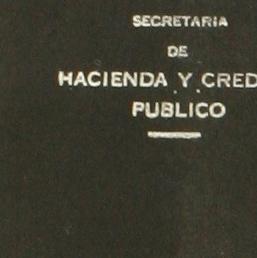 SECRETARIA
DE
HACIENDA Y CRED
PUBLICO